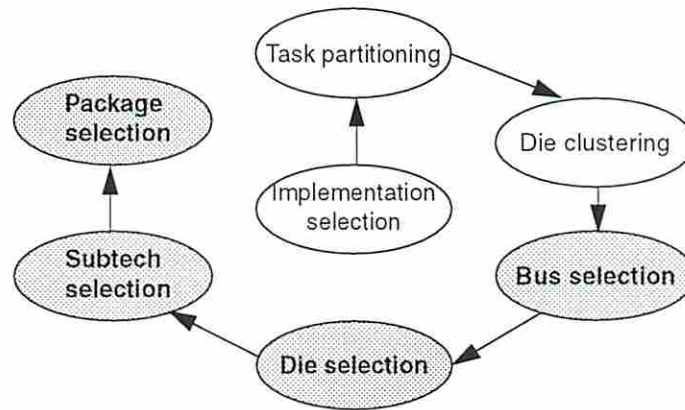 Task partitioning
Package
selection
Die clustering
Implementation
selection
Subtech
selection
Bus selection
Die selection